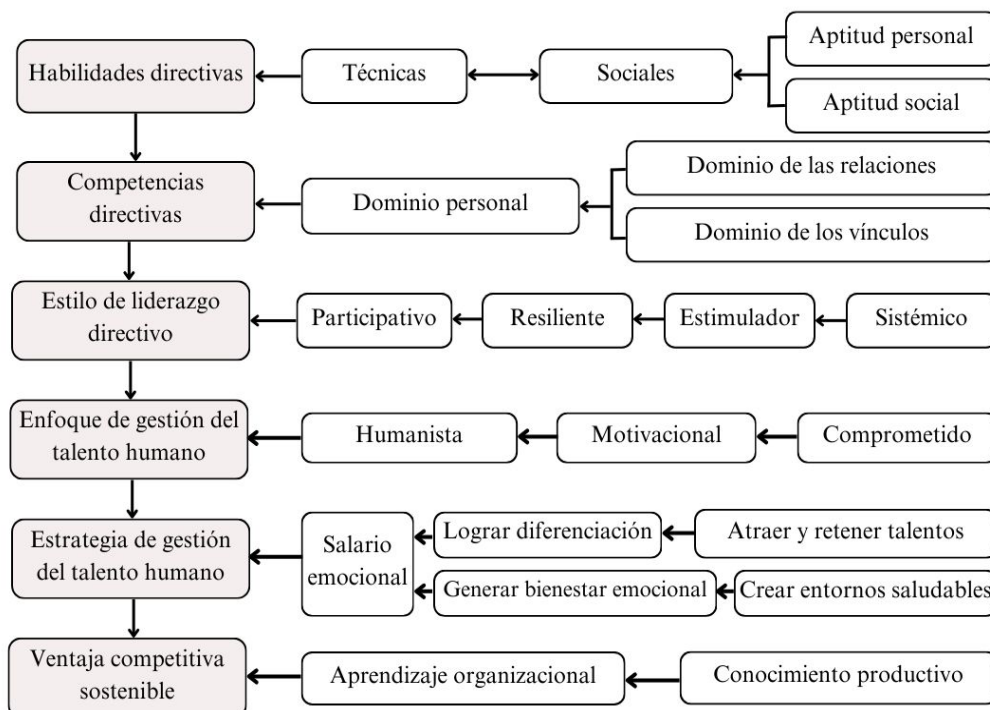 Habilidades directivas
Técnicas
Sociales
Aptitud personal
Aptitud social
Competencias
directivas
Dominio personal
Dominio de las relaciones
Dominio de los vínculos
Estilo de liderazgo
directivo
Participativo
Resiliente
Estimulador
Sistémico
Enfoque de gestión del
talento humano
Humanista
Motivacional
Comprometido
Estrategia de gestión
del talento humano
Salario
emocional
Lograr diferenciación
Atraer y retener talentos
Generar bienestar emocional
Crear entornos saludables
Ventaja competitiva
sostenible
Aprendizaje organizacional
Conocimiento productivo